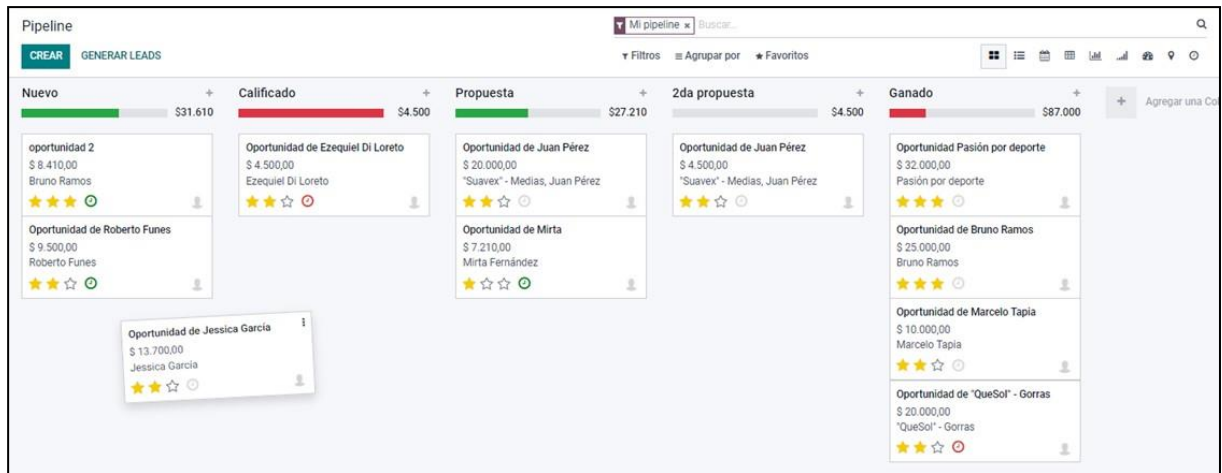 Pipeline
Mi pipeline × Buscar...
CREAR GENERAR LEADS
Filtros Agrupar por Favoritos
Nuevo +
$31.610
oportunidad 2
$ 8.410,00
Bruno Ramos
Oportunidad de Roberto Funes
$ 9.500,00
Roberto Funes
Oportunidad de Jessica García
$ 13.700,00
Jessica García
Calificado +
$4.500
Oportunidad de Ezequiel Di Loreto
$ 4.500,00
Ezequiel Di Loreto
Propuesta +
$27.210
Oportunidad de Juan Pérez
$ 20.000,00
"Suavex" - Medias, Juan Pérez
Oportunidad de Mirta
$ 7.210,00
Mirta Fernández
2da propuesta +
$4.500
Oportunidad de Juan Pérez
$ 4.500,00
"Suavex" - Medias, Juan Pérez
Ganado +
$87.000
Oportunidad Pasión por deporte
$ 32.000,00
Pasión por deporte
Oportunidad de Bruno Ramos
$ 25.000,00
Bruno Ramos
Oportunidad de Marcelo Tapia
$ 10.000,00
Marcelo Tapia
Oportunidad de "QueSol" - Gorras
$ 20.000,00
"QueSol" - Gorras
+ Agregar una Col